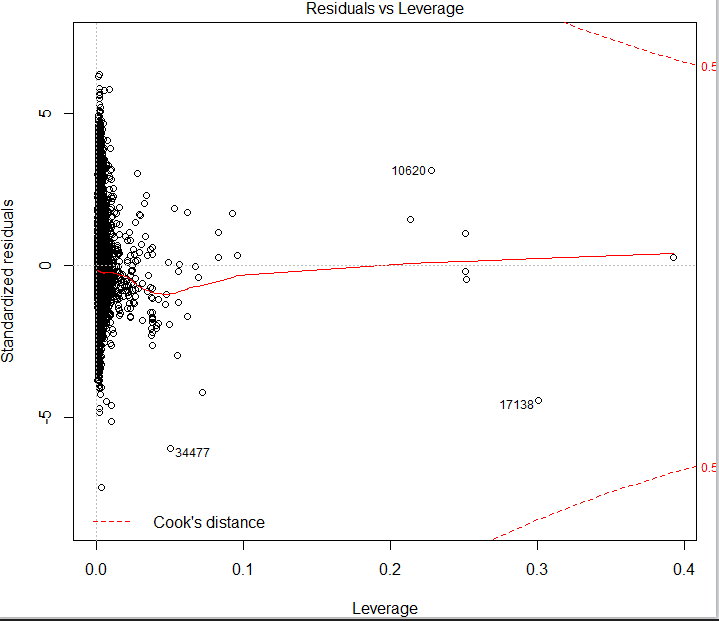 Residuals vs Leverage
Standardized residuals
5
0
-5
10620
17138
34477
0.5
0.5
Cook's distance
0.0 0.1 0.2 0.3 0.4
Leverage